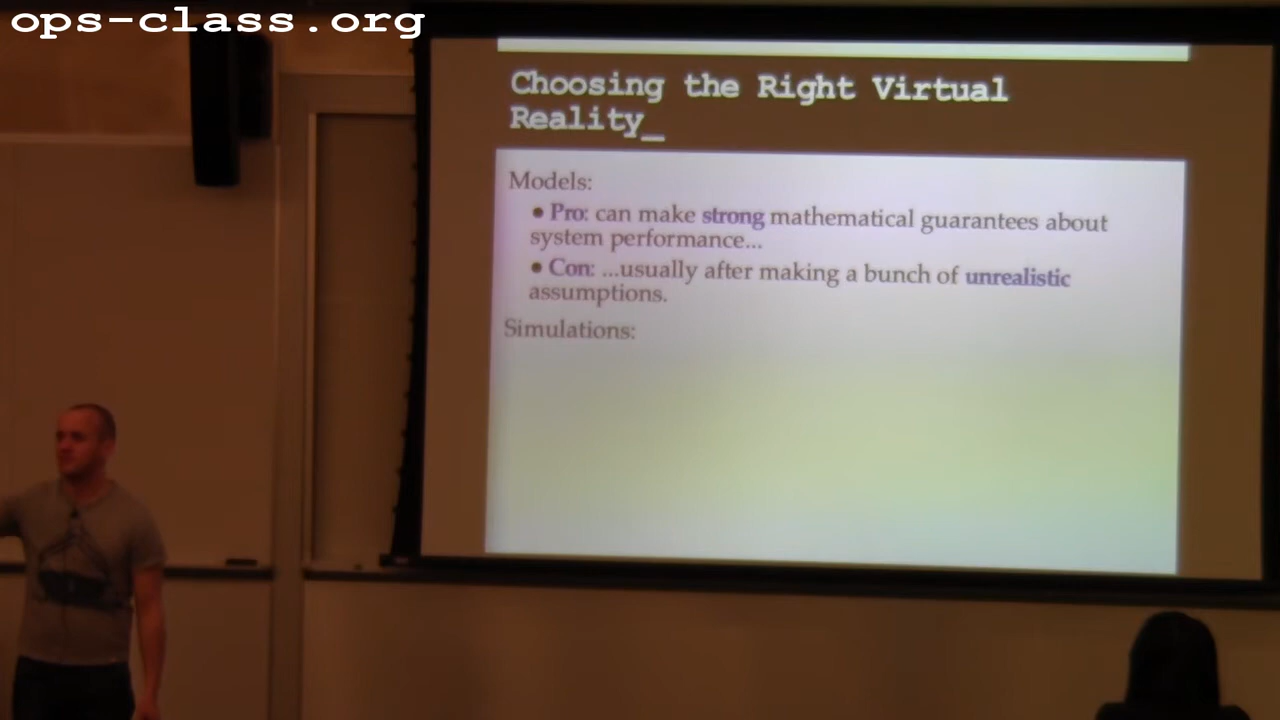 ops-class.org
Choosing the Right Virtual
Reality_
Models:
• Pro: can make strong mathematical guarantees about
system performance...
• Con: ...usually after making a bunch of unrealistic
assumptions.
Simulations: